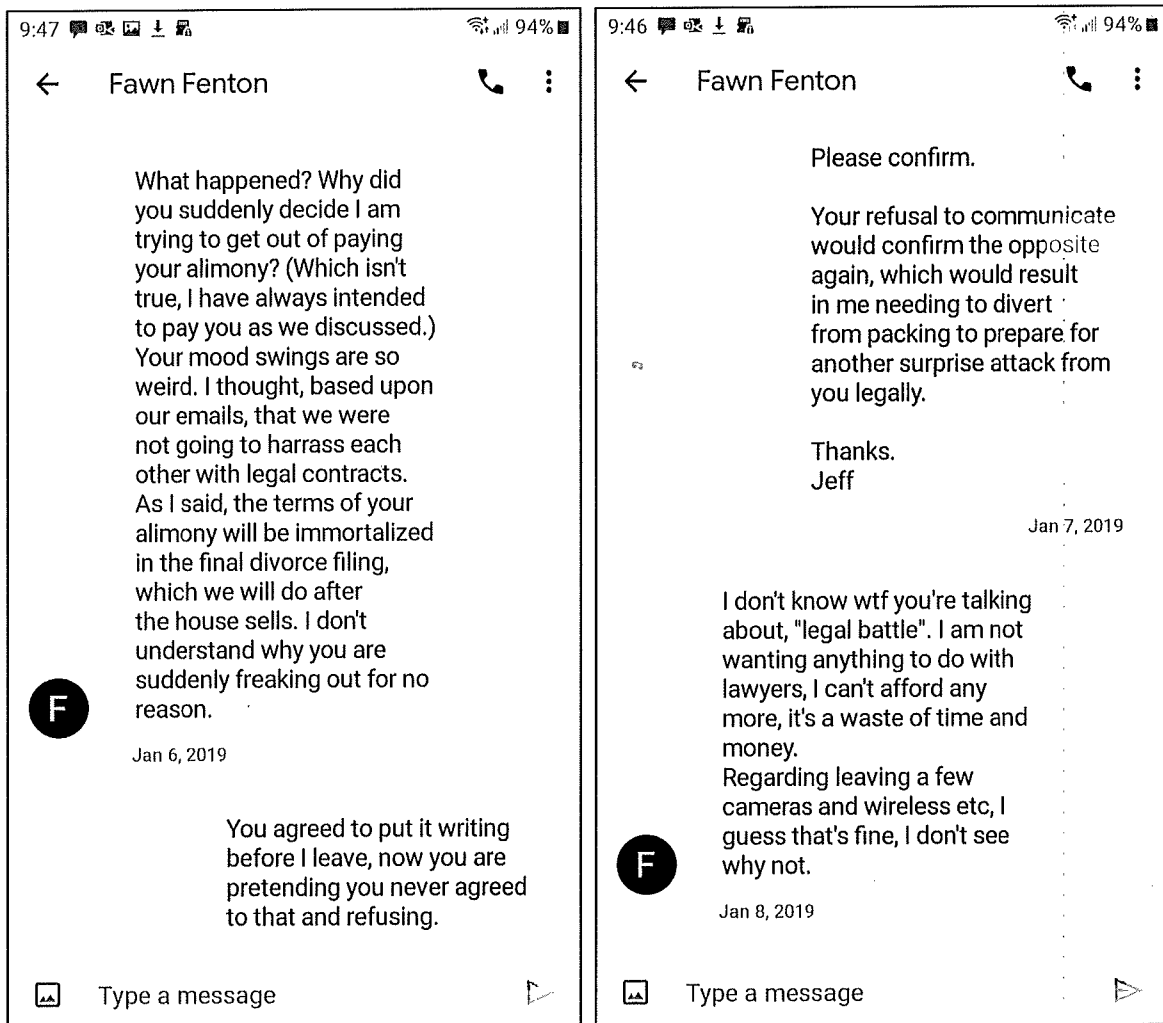 9:47 94%
Fawn Fenton
What happened? Why did
you suddenly decide I am
trying to get out of paying
your alimony? (Which isn't
true, I have always intended
to pay you as we discussed.)
Your mood swings are so
weird. I thought, based upon
our emails, that we were
not going to harrass each
other with legal contracts.
As I said, the terms of your
alimony will be immortalized
in the final divorce filing,
which we will do after
the house sells. I don't
understand why you are
suddenly freaking out for no
reason.
F
Jan 6, 2019
You agreed to put it writing
before I leave, now you are
pretending you never agreed
to that and refusing.
Type a message
9:46 94%
Fawn Fenton
Please confirm.
Your refusal to communicate
would confirm the opposite
again, which would result
in me needing to divert
from packing to prepare for
another surprise attack from
you legally.
Thanks.
Jeff
Jan 7, 2019
I don't know wtf you're talking
about, "legal battle". I am not
wanting anything to do with
lawyers, I can't afford any
more, it's a waste of time and
money.
Regarding leaving a few
cameras and wireless etc, I
guess that's fine, I don't see
why not.
F
Jan 8, 2019
Type a message